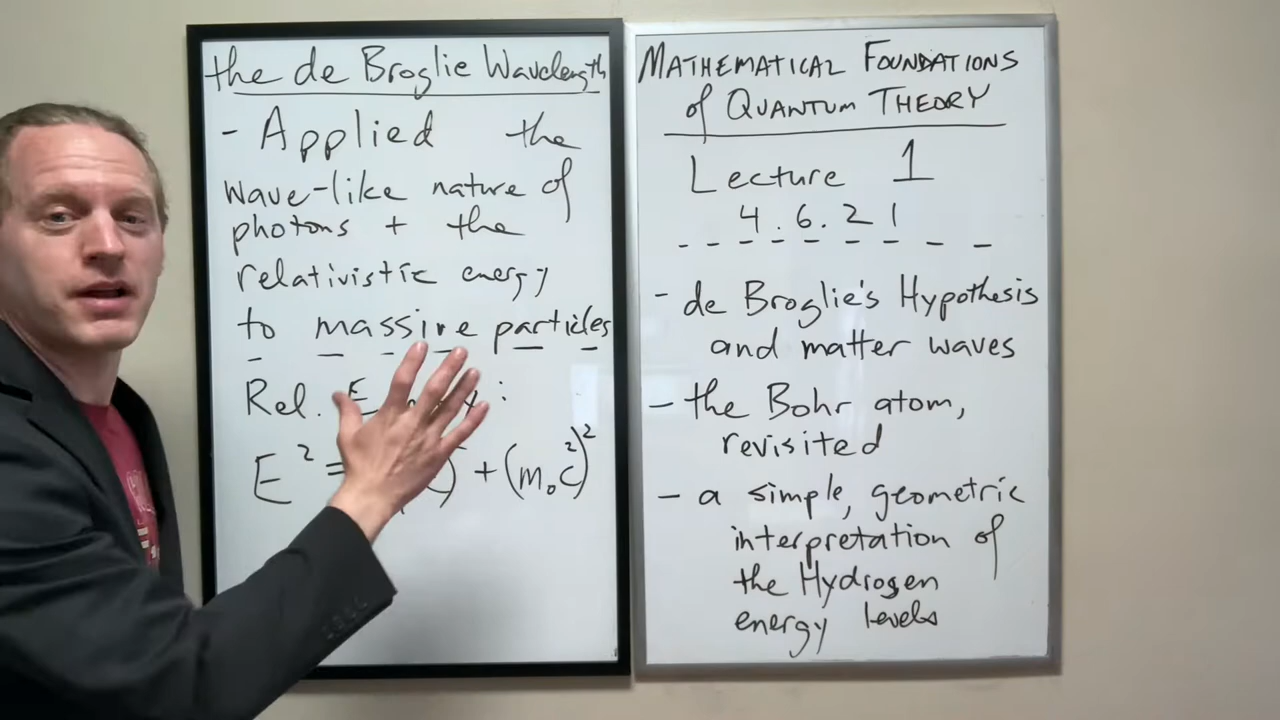 the de Broglie Wavelength
- Applied the
wave-like nature of
photons + the
relativistic energy
to massive particles
Rel. :
E² = + (m₀c²)²
MATHEMATICAL FOUNDATIONS
of QUANTUM THEORY
Lecture 1
4.6.21
- de Broglie's Hypothesis
and matter waves
- the Bohr atom,
revisited
- a simple, geometric
interpretation of
the Hydrogen
energy levels